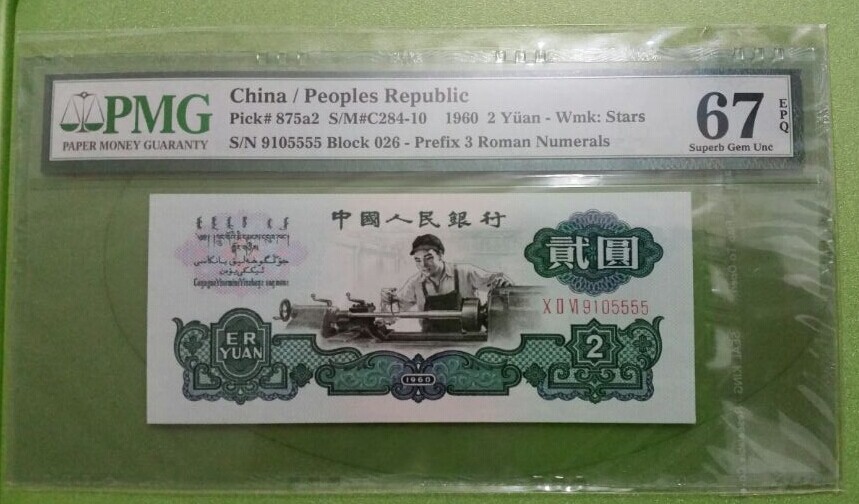 PMG
PAPER MONEY GUARANTY
China / Peoples Republic
Pick# 875a2 S/M#C284-10 1960 2 Yüan - Wmk: Stars
S/N 9105555 Block 026 - Prefix 3 Roman Numerals
67
EPQ
Superb Gem Unc
中國人民銀行
貳圓
X II VI 9105555
ER
YUAN
1960
2